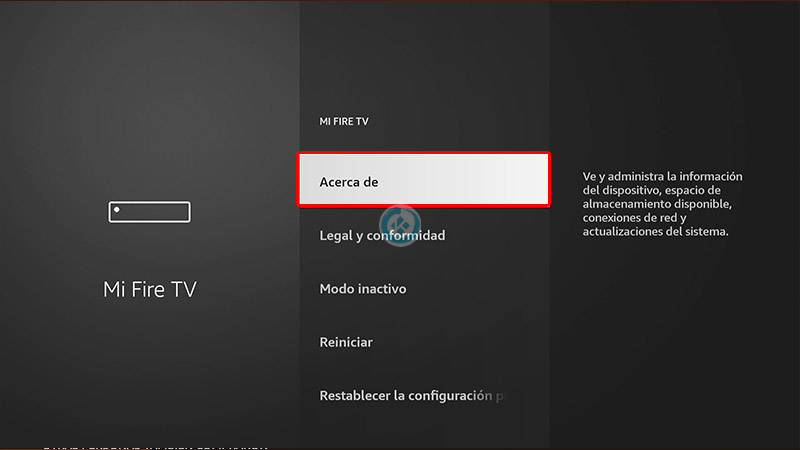 Mi Fire TV
MI FIRE TV
Acerca de
Legal y conformidad
Modo inactivo
Reiniciar
Restablecer la configuración
Ve y administra la información
del dispositivo, espacio de
almacenamiento disponible,
conexiones de red y
actualizaciones del sistema.